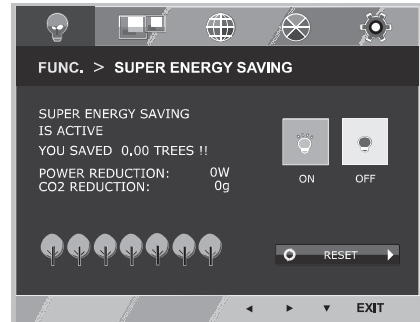 FUNC. > SUPER ENERGY SAVING
SUPER ENERGY SAVING
IS ACTIVE
YOU SAVED 0.00 TREES !!
POWER REDUCTION: 0W
CO2 REDUCTION: 0g
ON OFF
RESET
EXIT